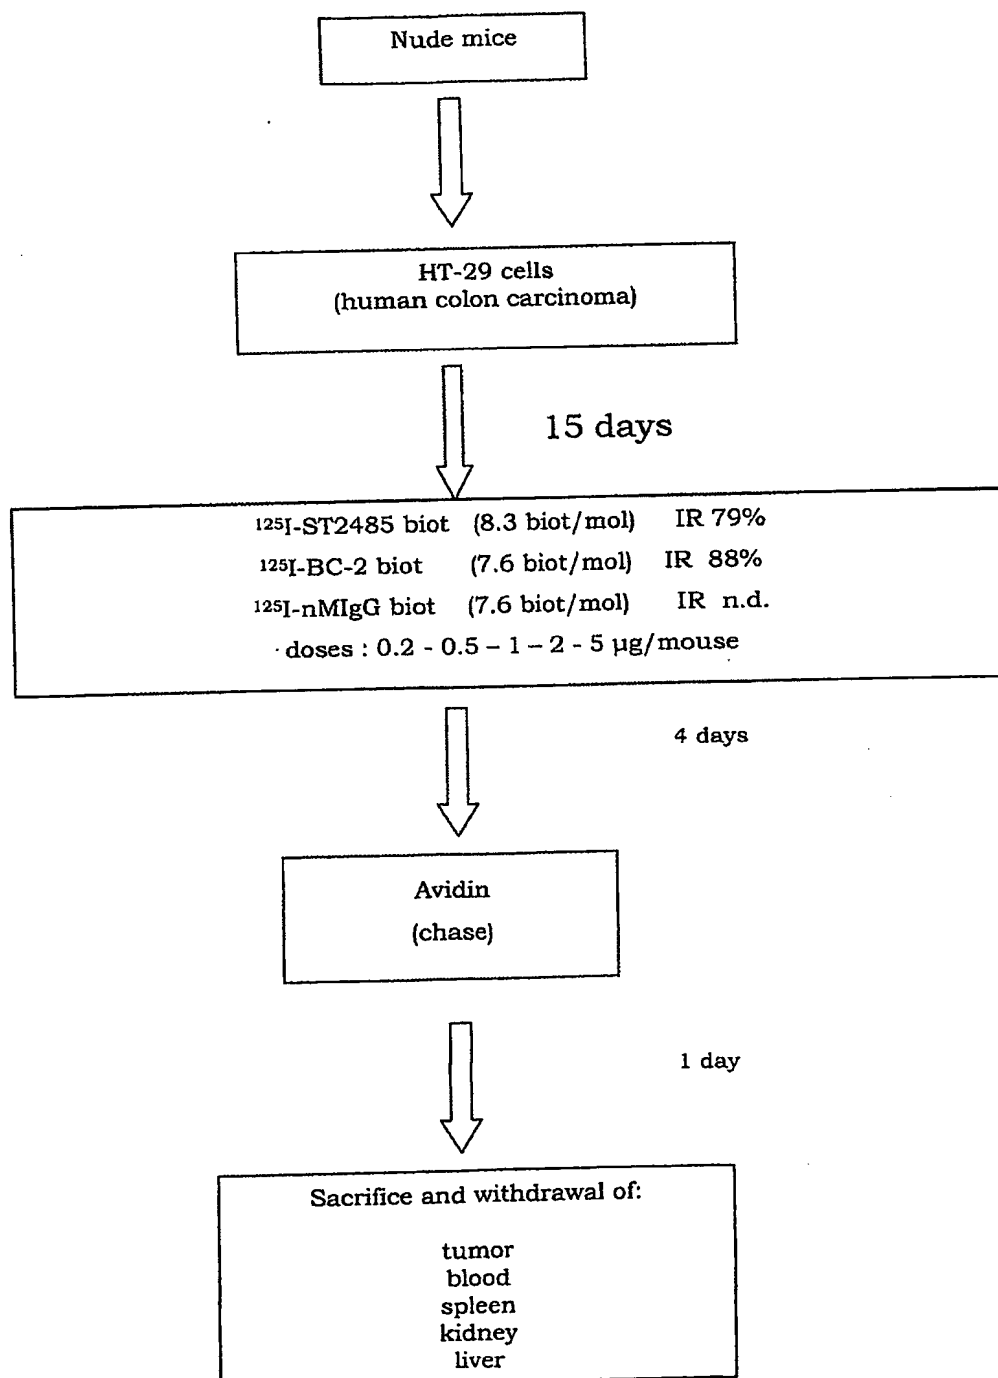 Nude mice
HT-29 cells
(human colon carcinoma)
15 days
¹²⁵I-ST2485 biot (8.3 biot/mol) IR 79%
¹²⁵I-BC-2 biot (7.6 biot/mol) IR 88%
¹²⁵I-nMIgG biot (7.6 biot/mol) IR n.d.
doses : 0.2 - 0.5 – 1 – 2 - 5 µg/mouse
4 days
Avidin
(chase)
1 day
Sacrifice and withdrawal of:
tumor
blood
spleen
kidney
liver